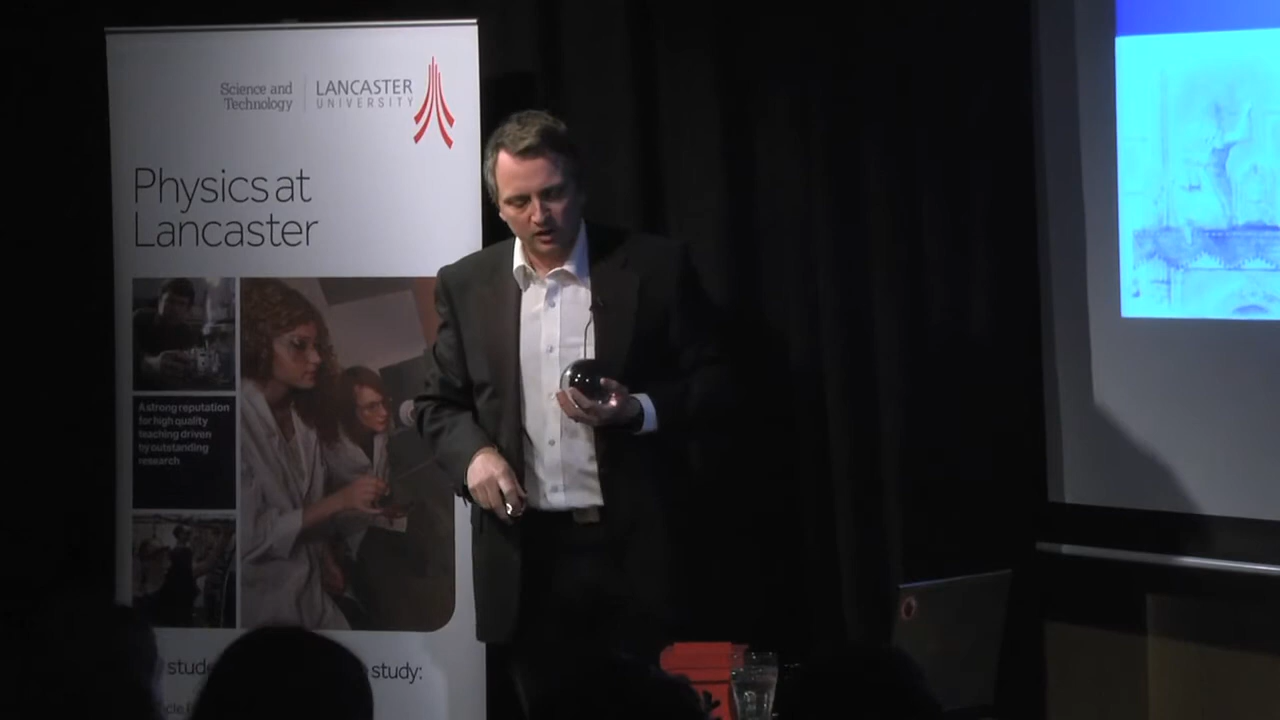 Science and
Technology
LANCASTER
UNIVERSITY
Physics at
Lancaster
A strong reputation
for high quality
teaching driven
by outstanding
research
study: